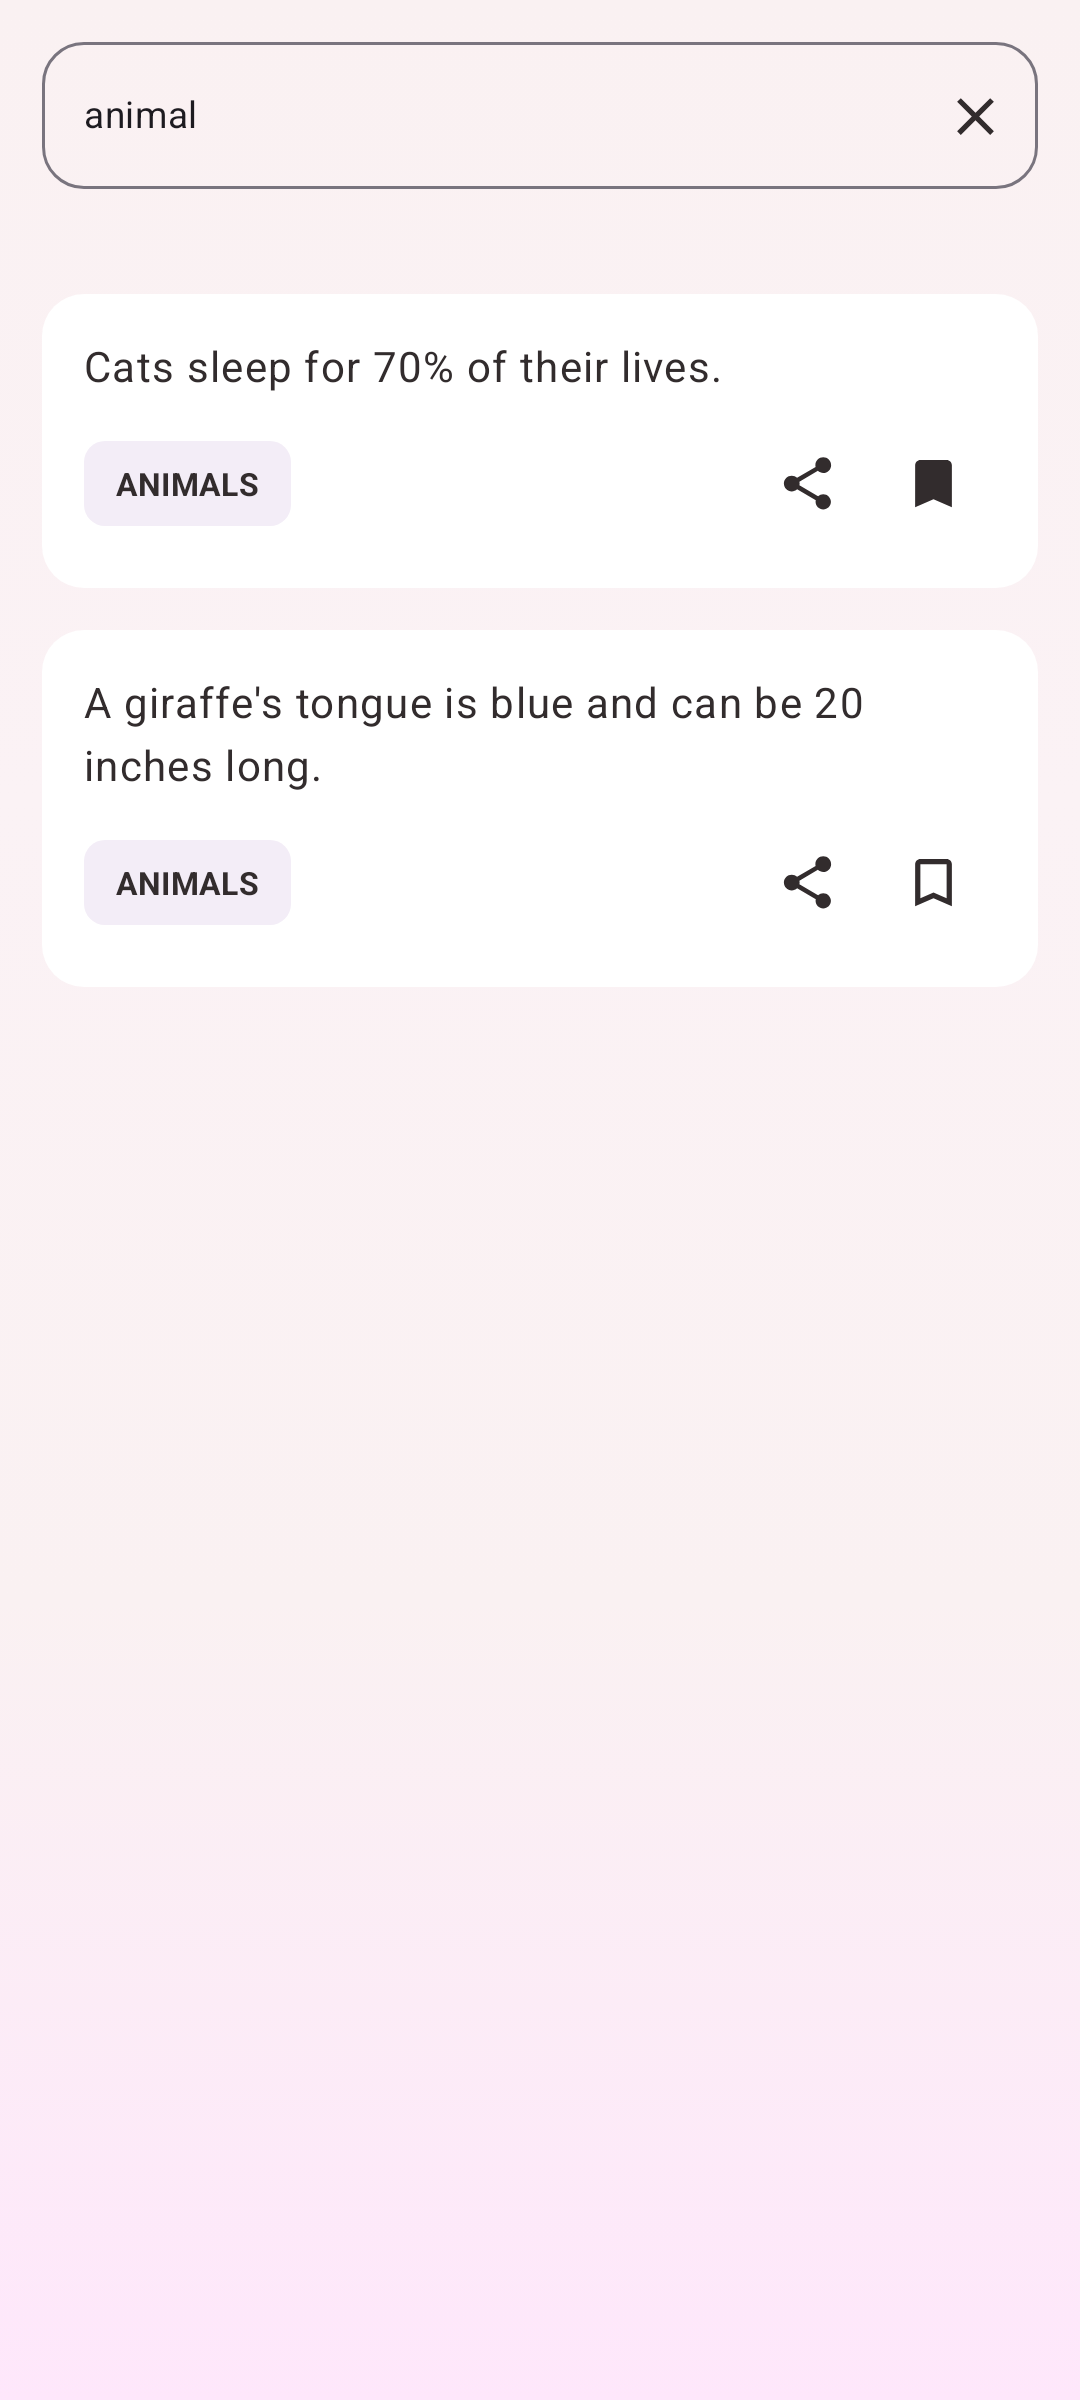 animal
Cats sleep for 70% of their lives.
ANIMALS
A giraffe's tongue is blue and can be 20
inches long.
ANIMALS